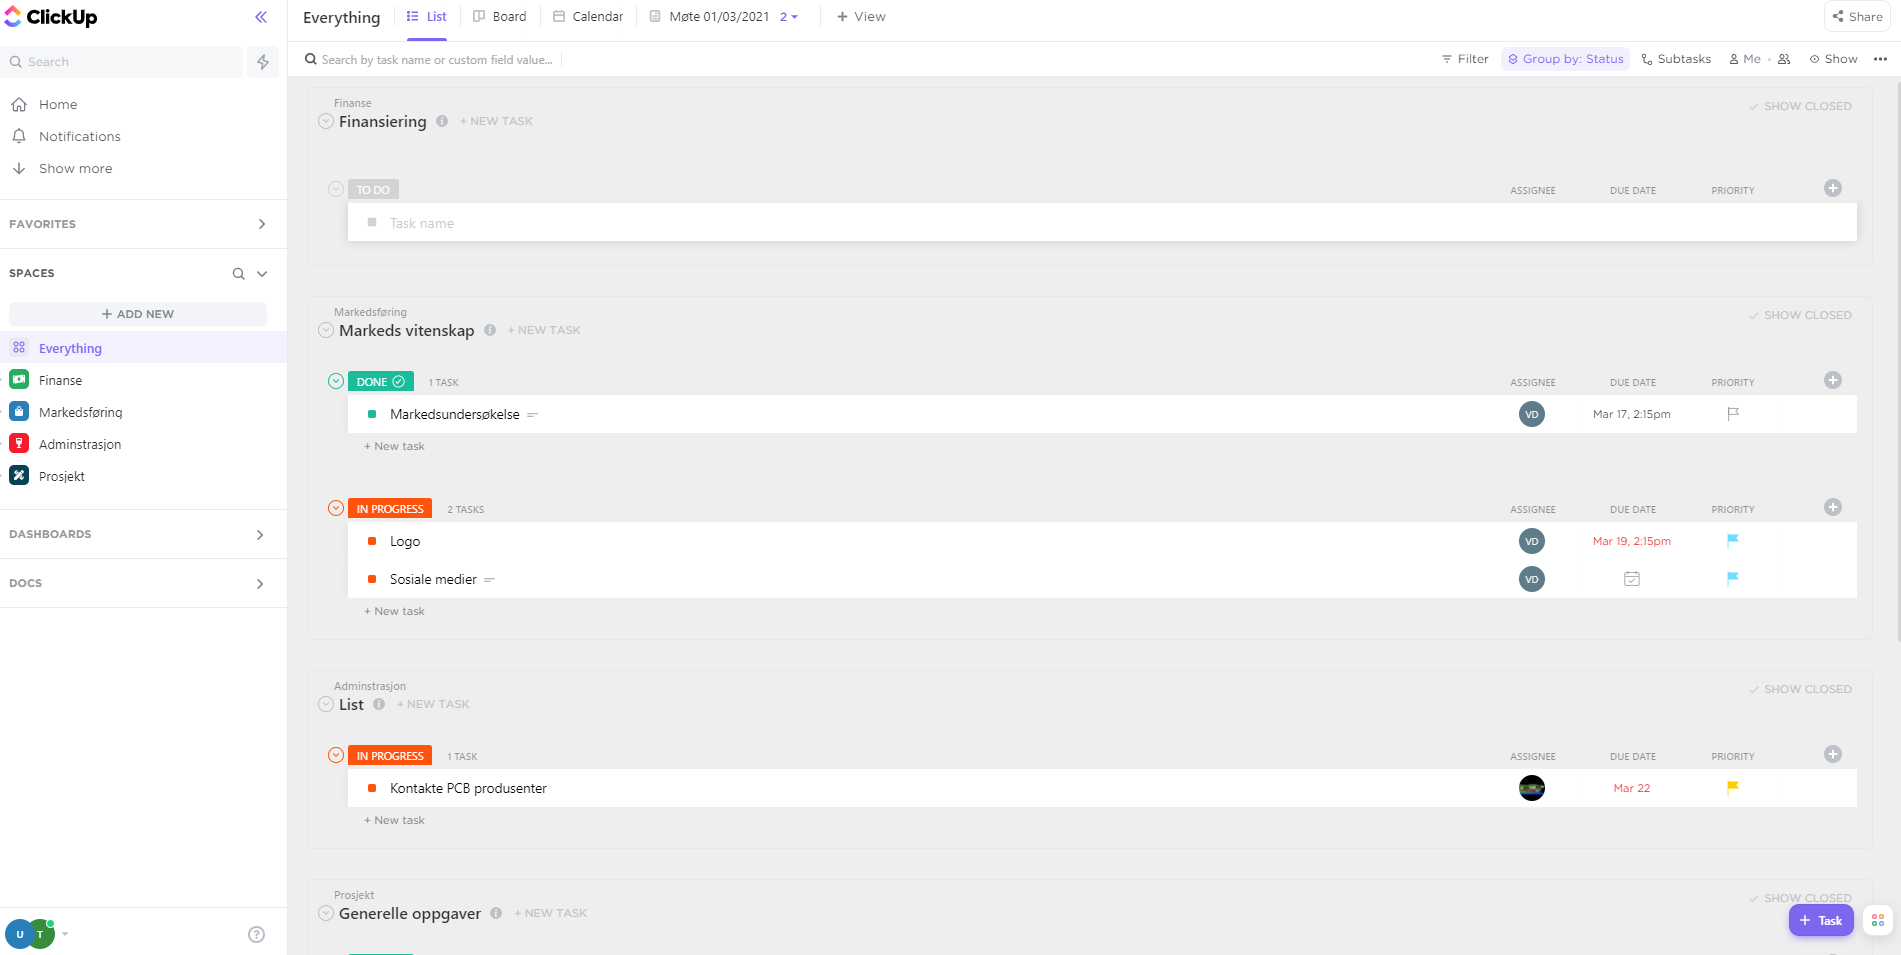 ClickUp
Search
Home
Notifications
Show more
FAVORITES
SPACES
+ ADD NEW
Everything
Finanse
Markedsføring
Adminstrasjon
Prosjekt
DASHBOARDS
DOCS
U T
Everything List Board Calendar Møte 01/03/2021 2 + View Share
Search by task name or custom field value... Filter Group by: Status Subtasks Me Show
Finanse SHOW CLOSED
Finansiering + NEW TASK
TO DO ASSIGNEE DUE DATE PRIORITY
Task name
Markedsføring SHOW CLOSED
Markeds vitenskap + NEW TASK
DONE 1 TASK ASSIGNEE DUE DATE PRIORITY
Markedsundersøkelse VD Mar 17, 2:15pm
+ New task
IN PROGRESS 2 TASKS ASSIGNEE DUE DATE PRIORITY
Logo VD Mar 19, 2:15pm
Sosiale medier VD
+ New task
Adminstrasjon SHOW CLOSED
List + NEW TASK
IN PROGRESS 1 TASK ASSIGNEE DUE DATE PRIORITY
Kontakte PCB produsenter Mar 22
+ New task
Prosjekt SHOW CLOSED
Generelle oppgaver + NEW TASK
+ Task